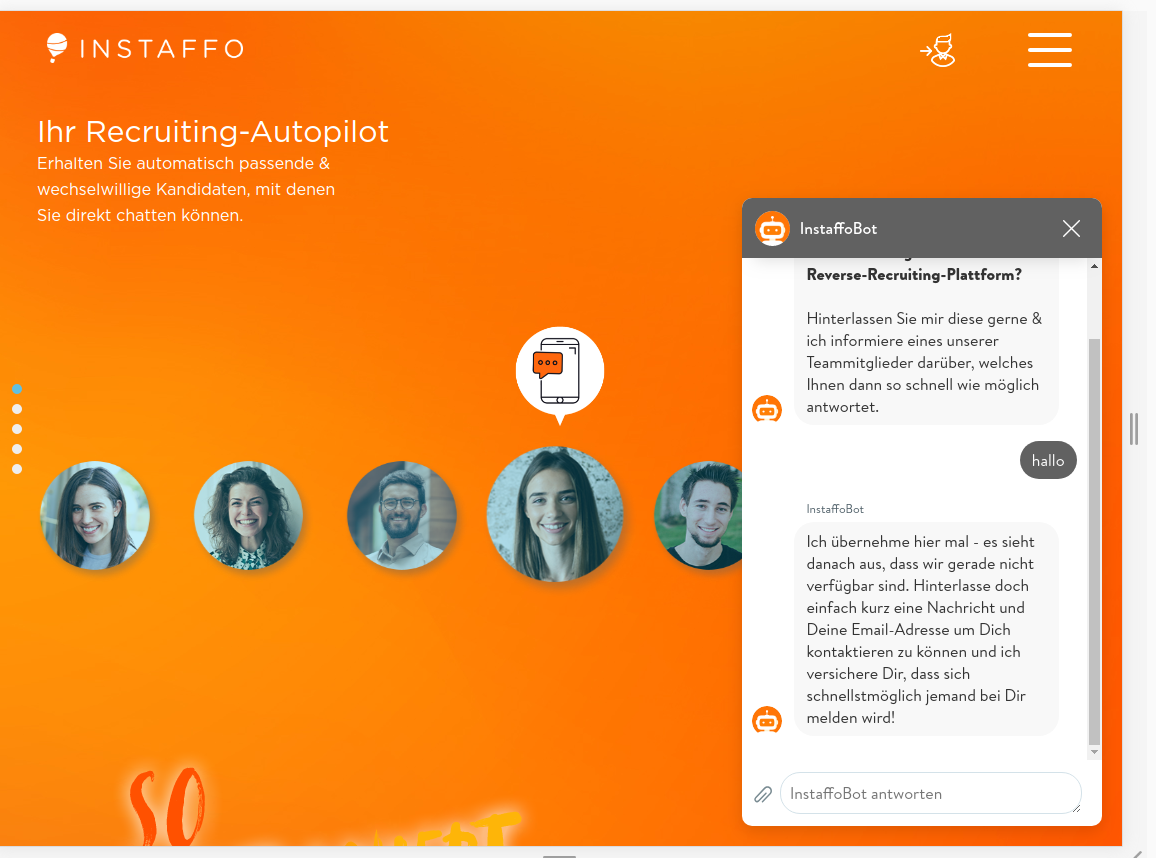 INSTAFFO
Ihr Recruiting-Autopilot
Erhalten Sie automatisch passende &
wechselwillige Kandidaten, mit denen
Sie direkt chatten können.
InstaffoBot
Reverse-Recruiting-Plattform?
Hinterlassen Sie mir diese gerne &
ich informiere eines unserer
Teammitglieder darüber, welches
Ihnen dann so schnell wie möglich
antwortet.
hallo
InstaffoBot
Ich übernehme hier mal - es sieht
danach aus, dass wir gerade nicht
verfügbar sind. Hinterlasse doch
einfach kurz eine Nachricht und
Deine Email-Adresse um Dich
kontaktieren zu können und ich
versichere Dir, dass sich
schnellstmöglich jemand bei Dir
melden wird!
InstaffoBot antworten
SO